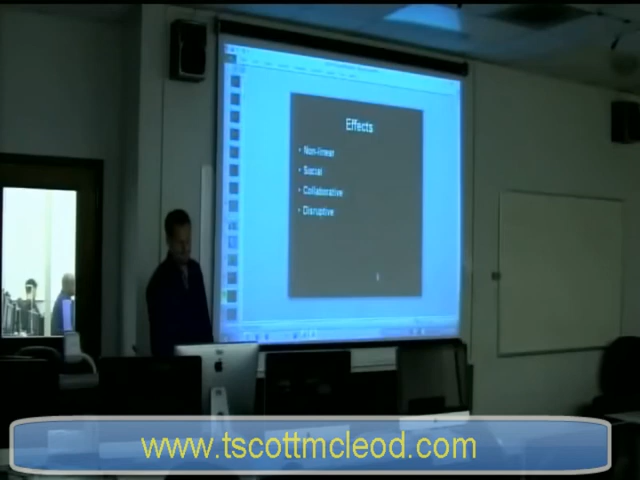 Effects
• Non-linear
• Social
• Collaborative
• Disruptive
www.tscottmcleod.com